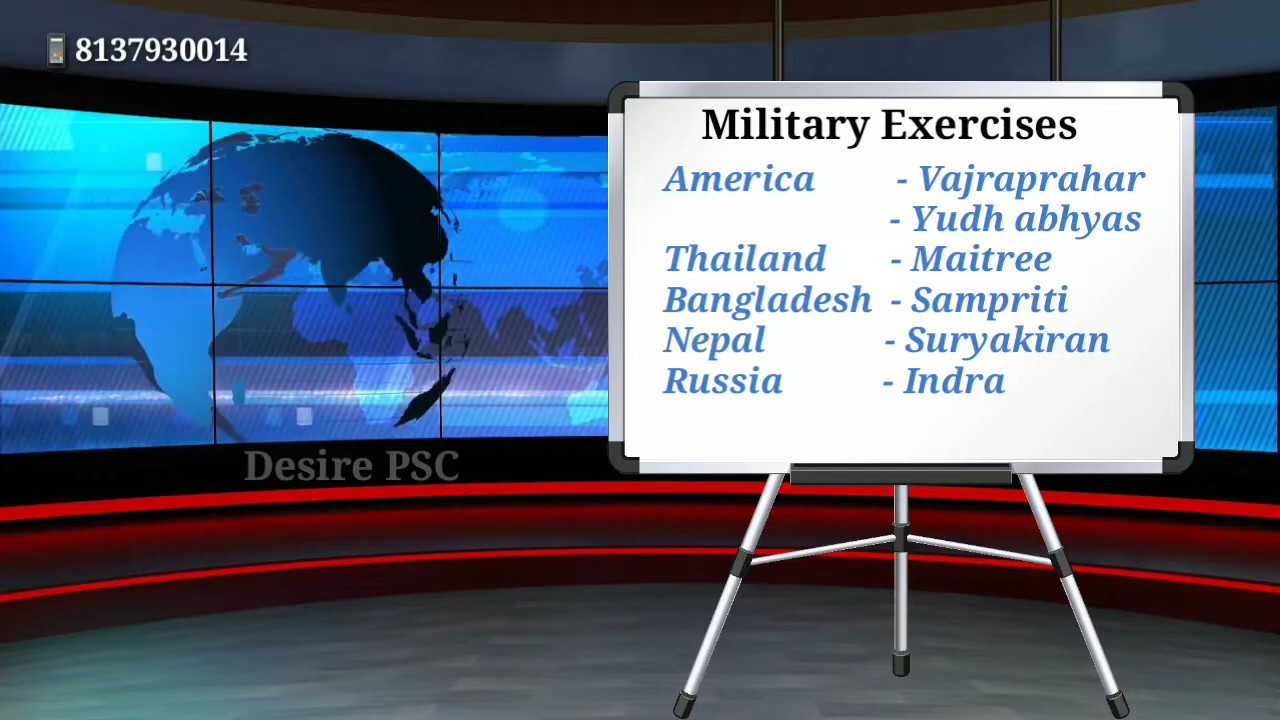 8137930014
Military Exercises
America - Vajraprahar
- Yudh abhyas
Thailand - Maitree
Bangladesh - Sampriti
Nepal - Suryakiran
Russia - Indra
Desire PSC